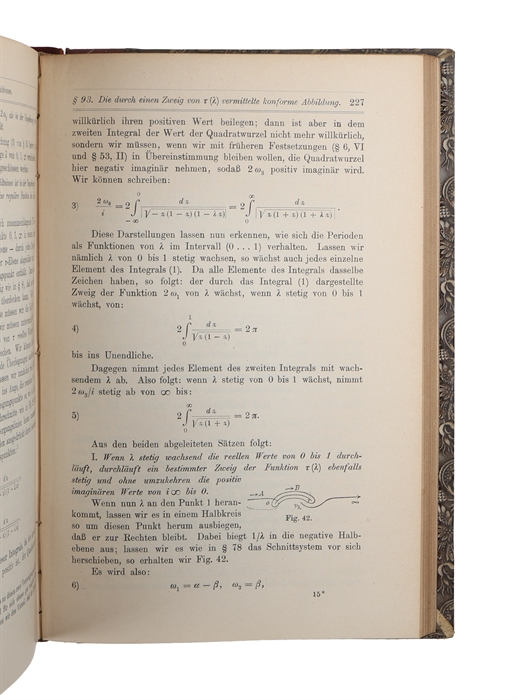 § 93. Die durch einen Zweig von τ(λ) vermittelte konforme Abbildung. 227
willkürlich ihren positiven Wert beilegen; dann ist aber in dem
zweiten Integral der Wert der Quadratwurzel nicht mehr willkürlich,
sondern wir müssen, wenn wir mit früheren Festsetzungen (§ 6, VI
und § 53, II) in Übereinstimmung bleiben wollen, die Quadratwurzel
hier negativ imaginär nehmen, sodaß 2ω₃ positiv imaginär wird.
Wir können schreiben:
3) 2ω₃/i = 2∫_{-∞}^{0} dz/|√-z(1-z)(1-λz)| = 2∫_{0}^{∞} dz/|√z(1+z)(1+λz)|.
Diese Darstellungen lassen nun erkennen, wie sich die Perioden
als Funktionen von λ im Intervall (0 . . . 1) verhalten. Lassen wir
nämlich λ von 0 bis 1 stetig wachsen, so wächst auch jedes einzelne
Element des Integrals (1). Da alle Elemente des Integrals dasselbe
Zeichen haben, so folgt: der durch das Integral (1) dargestellte
Zweig der Funktion 2ω₁ von λ wächst, wenn λ stetig von 0 bis 1
wächst, von:
4) 2∫_{0}^{1} dz/√z(1-z) = 2π
bis ins Unendliche.
Dagegen nimmt jedes Element des zweiten Integrals mit wach-
sendem λ ab. Also folgt: wenn λ stetig von 0 bis 1 wächst, nimmt
2ω₃/i stetig ab von ∞ bis:
5) 2∫_{0}^{∞} dz/√z(1+z) = 2π.
Aus den beiden abgeleiteten Sätzen folgt:
I. Wenn λ stetig wachsend die reellen Werte von 0 bis 1 durch-
läuft, durchläuft ein bestimmter Zweig der Funktion τ(λ) ebenfalls
stetig und ohne umzukehren die positiv
imaginären Werte von i∞ bis 0.
Wenn nun λ an den Punkt 1 heran-
kommt, lassen wir es in einem Halbkreis
so um diesen Punkt herum ausbiegen,
A B
0 1/λ ∞
Fig. 42.
daß er zur Rechten bleibt. Dabei biegt 1/λ in die negative Halb-
ebene aus; lassen wir es wie in § 78 das Schnittsystem vor sich
herschieben, so erhalten wir Fig. 42.
Es wird also:
6) ω₁ = α − β, ω₃ = β,
15*